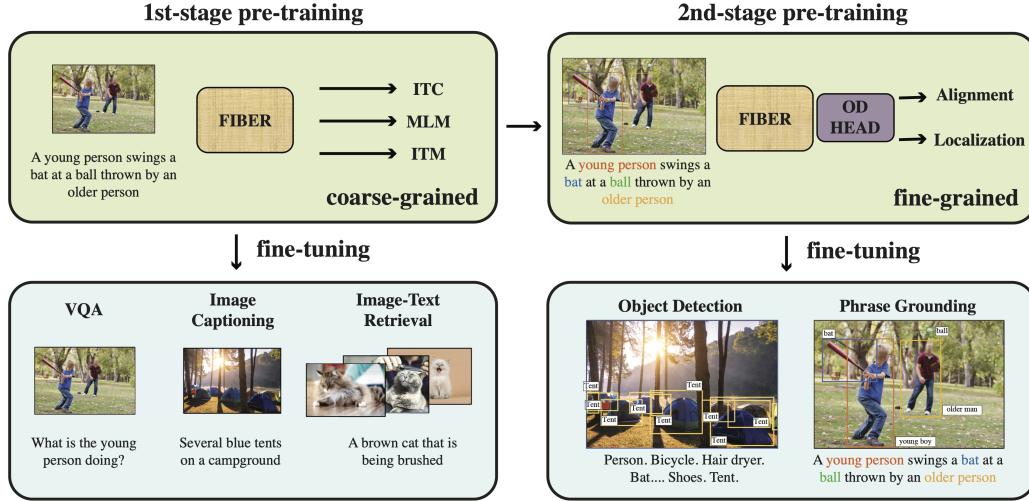 1st-stage pre-training
A young person swings a
bat at a ball thrown by an
older person
FIBER
ITC
MLM
ITM
coarse-grained
2nd-stage pre-training
A young person swings a
bat at a ball thrown by an
older person
FIBER
OD
HEAD
Alignment
Localization
fine-grained
fine-tuning
VQA
What is the young
person doing?
Image
Captioning
Several blue tents
on a campground
Image-Text
Retrieval
A brown cat that is
being brushed
fine-tuning
Object Detection
Tent
Tent
Tent
Tent
Tent
Tent
Tent
Tent
Tent
Person. Bicycle. Hair dryer.
Bat.... Shoes. Tent.
Phrase Grounding
bat
ball
older man
young boy
A young person swings a bat at a
ball thrown by an older person